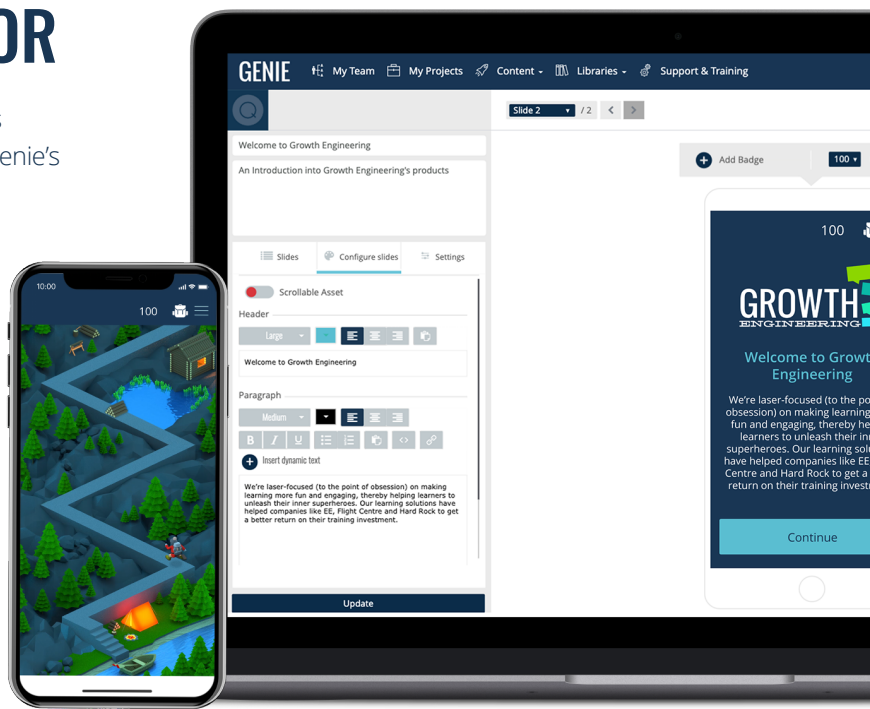 OR
s
enie's
GENIE
My Team
My Projects
Content
Libraries
Support & Training
Slide 2
/ 2
Welcome to Growth Engineering
An Introduction into Growth Engineering's products
Slides
Configure slides
Settings
Scrollable Asset
Header
Large
Welcome to Growth Engineering
Paragraph
Medium
B I U
Insert dynamic text
We're laser-focused (to the point of obsession) on making
learning more fun and engaging, thereby helping learners to
unleash their inner superheroes. Our learning solutions have
helped companies like EE, Flight Centre and Hard Rock to get
a better return on their training investment.
Update
Add Badge
100
100
GROWTH
ENGINEERING
Welcome to Growt
Engineering
We're laser-focused (to the po
obsession) on making learning
fun and engaging, thereby he
learners to unleash their in
superheroes. Our learning sol
have helped companies like EE
Centre and Hard Rock to get a
return on their training invest
Continue
10:00
100